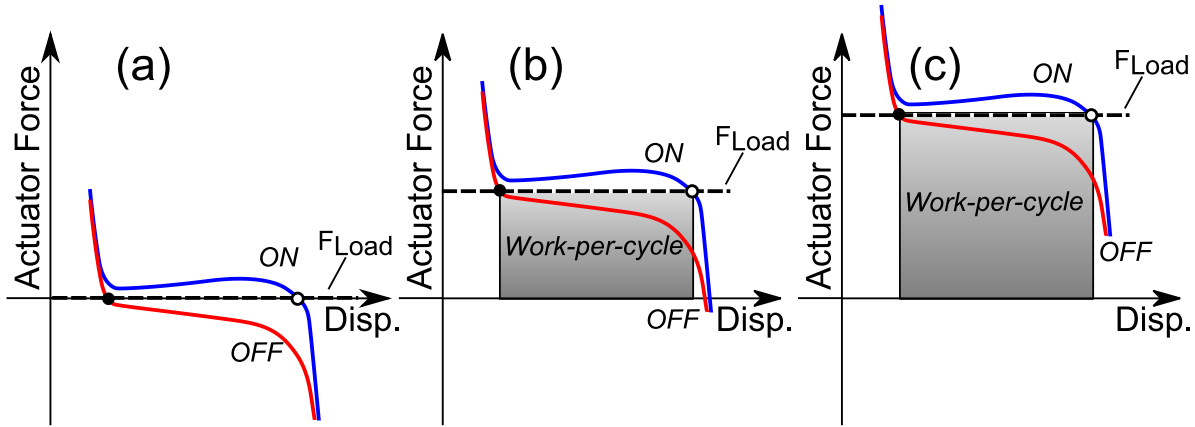 (a)
Actuator Force
ON
FLoad
OFF
Disp.
(b)
Actuator Force
ON
FLoad
Work-per-cycle
OFF
Disp.
(c)
Actuator Force
ON
FLoad
Work-per-cycle
OFF
Disp.